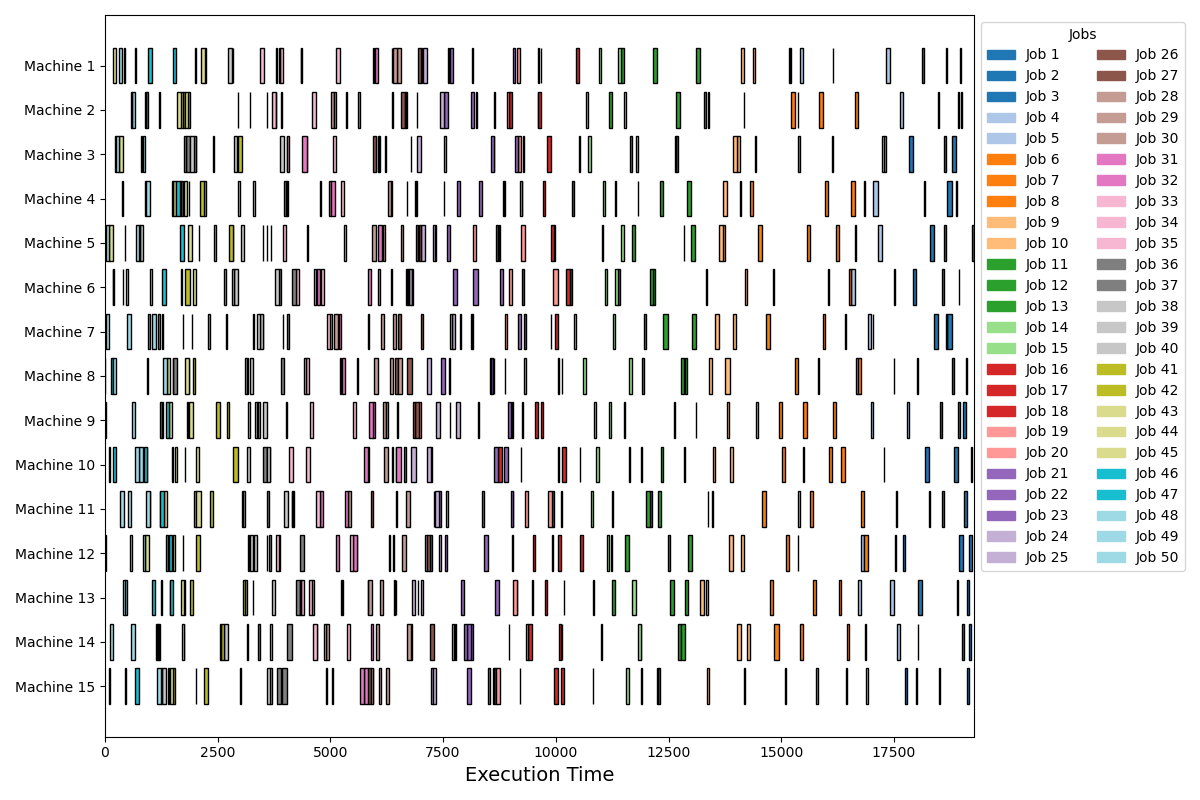 Machine 1
Machine 2
Machine 3
Machine 4
Machine 5
Machine 6
Machine 7
Machine 8
Machine 9
Machine 10
Machine 11
Machine 12
Machine 13
Machine 14
Machine 15
0 2500 5000 7500 10000 12500 15000 17500
Execution Time
Jobs
Job 1
Job 2
Job 3
Job 4
Job 5
Job 6
Job 7
Job 8
Job 9
Job 10
Job 11
Job 12
Job 13
Job 14
Job 15
Job 16
Job 17
Job 18
Job 19
Job 20
Job 21
Job 22
Job 23
Job 24
Job 25
Job 26
Job 27
Job 28
Job 29
Job 30
Job 31
Job 32
Job 33
Job 34
Job 35
Job 36
Job 37
Job 38
Job 39
Job 40
Job 41
Job 42
Job 43
Job 44
Job 45
Job 46
Job 47
Job 48
Job 49
Job 50